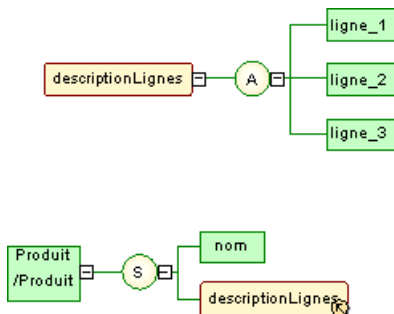 ligne_1
descriptionLignes
A
ligne_2
ligne_3
Produit
/Produit
S
nom
descriptionLignes